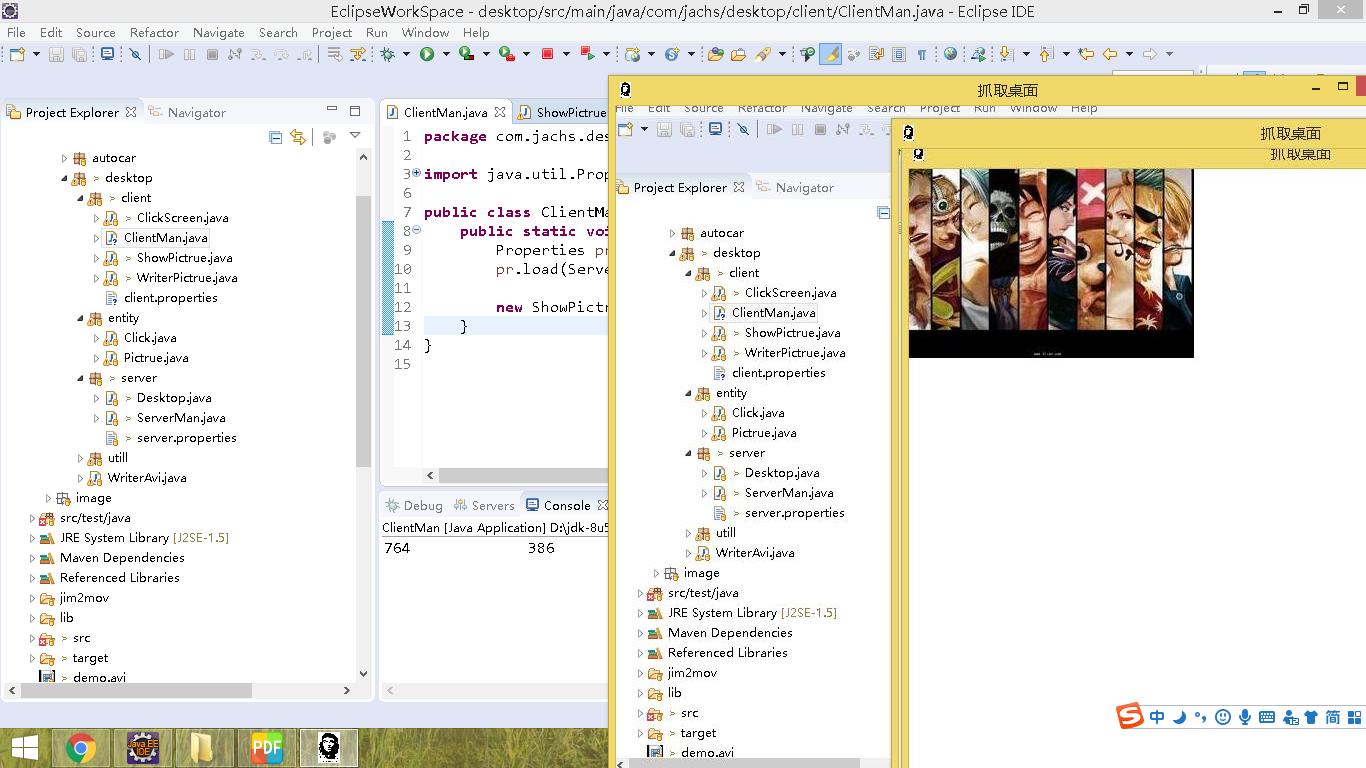 EclipseWorkSpace - desktop/src/main/java/com/jachs/desktop/client/ClientMan.java - Eclipse IDE
File Edit Source Refactor Navigate Search Project Run Window Help
Project Explorer Navigator
autocar
> desktop
> client
> ClickScreen.java
ClientMan.java
> ShowPictrue.java
> WriterPictrue.java
client.properties
entity
Click.java
Pictrue.java
> server
> Desktop.java
ServerMan.java
> server.properties
utill
WriterAvi.java
image
src/test/java
JRE System Library [J2SE-1.5]
Maven Dependencies
Referenced Libraries
jim2mov
lib
> src
> target
> demo.avi
ClientMan.java ShowPictrue
1 package com.jachs.des
2
3 import java.util.Prop
6
7 public class ClientMa
8 public static voi
9 Properties pr
10 pr.load(Serve
11
12 new ShowPictr
13 }
14 }
15
Debug Servers Console
ClientMan [Java Application] D:\jdk-8u5
764 386
抓取桌面
File Edit Source Refactor Navigate Search Project Run Window Help
Project Explorer Navigator
autocar
> desktop
> client
> ClickScreen.java
ClientMan.java
> ShowPictrue.java
> WriterPictrue.java
client.properties
entity
Click.java
Pictrue.java
> server
> Desktop.java
ServerMan.java
> server.properties
utill
WriterAvi.java
image
src/test/java
JRE System Library [J2SE-1.5]
Maven Dependencies
Referenced Libraries
jim2mov
lib
> src
> target
> demo.avi
抓取桌面
抓取桌面
中 简
Java EE
IDE
PDF